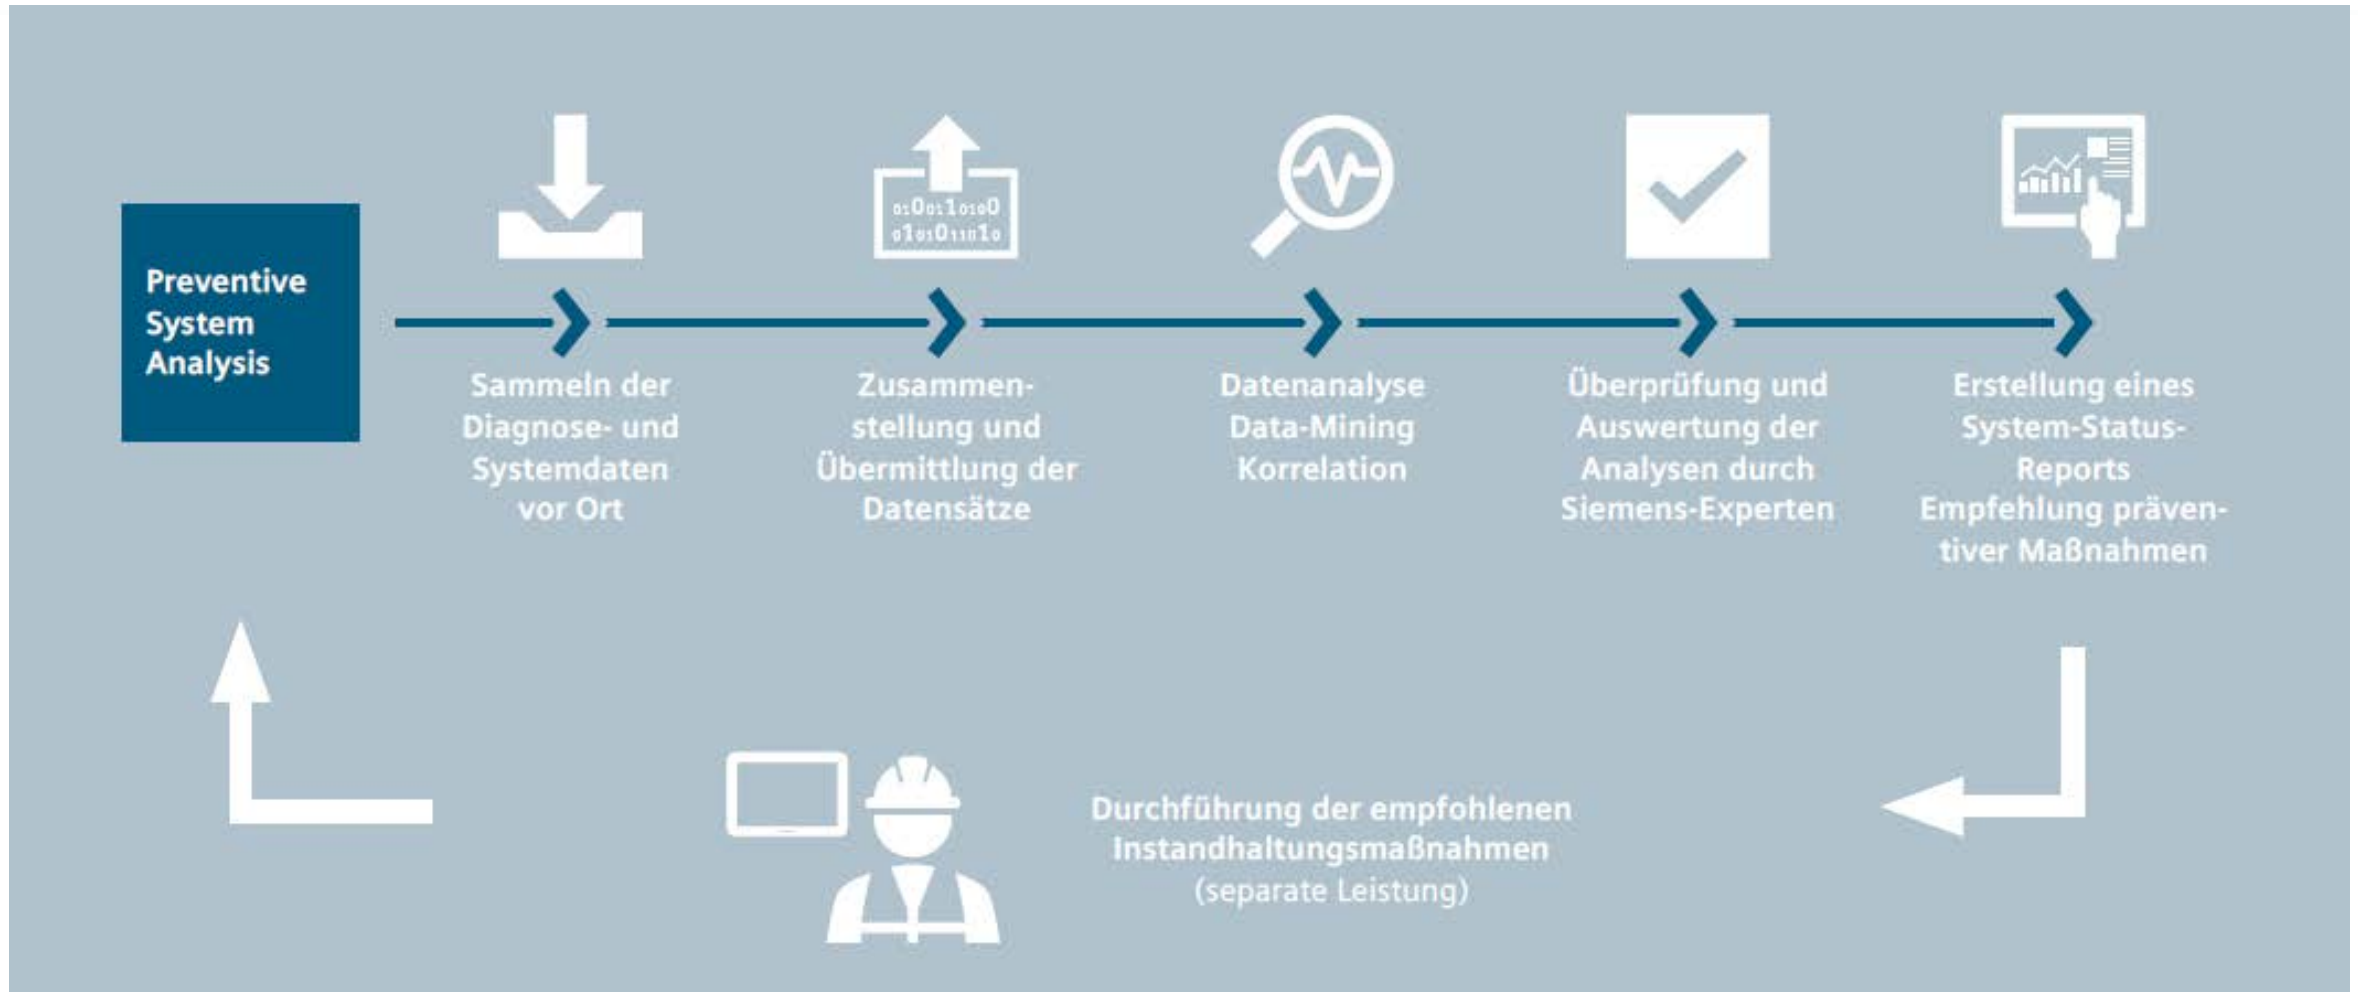 Preventive
System
Analysis
Sammeln der
Diagnose- und
Systemdaten
vor Ort
Zusammen-
stellung und
Übermittlung der
Datensätze
Datenanalyse
Data-Mining
Korrelation
Überprüfung und
Auswertung der
Analysen durch
Siemens-Experten
Erstellung eines
System-Status-
Reports
Empfehlung präven-
tiver Maßnahmen
0100110100
0101011010
Durchführung der empfohlenen
Instandhaltungsmaßnahmen
(separate Leistung)